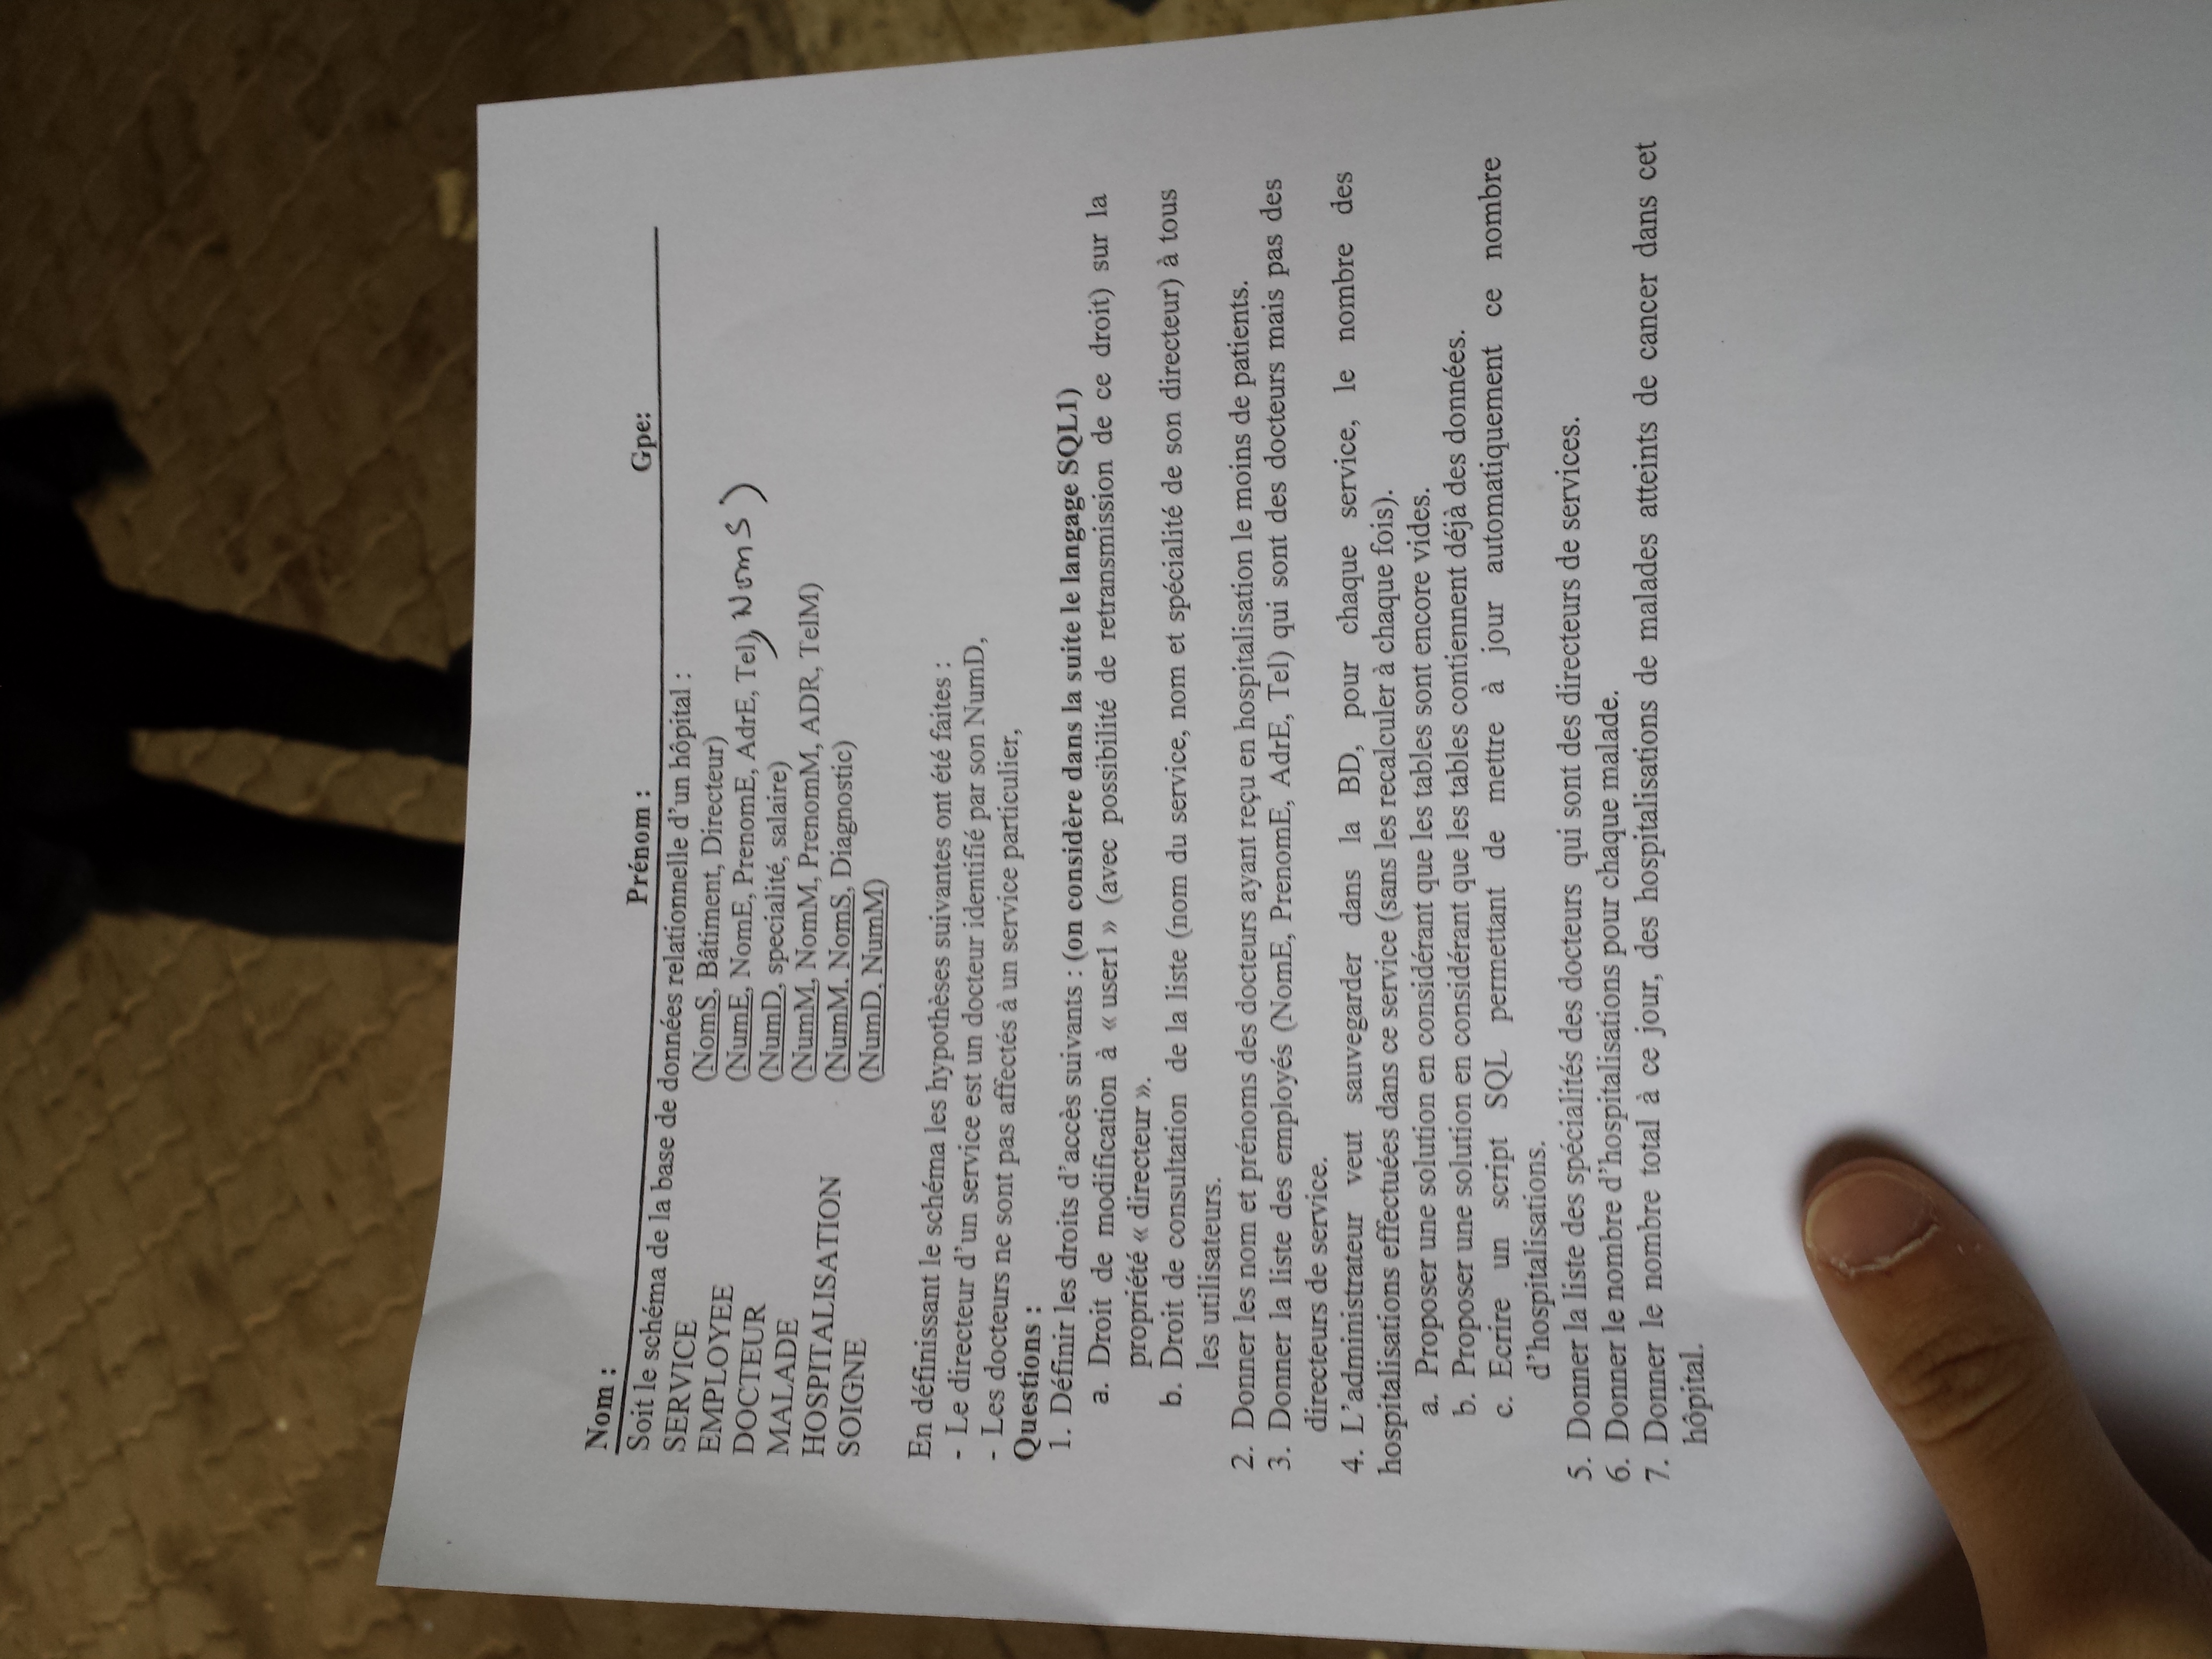 Nom : Prénom : Gpe:
Soit le schéma de la base de données relationnelle d'un hôpital :
SERVICE (NomS, Bâtiment, Directeur)
EMPLOYEE (NumE, NomE, PrenomE, AdrE, Tel), NomS)
DOCTEUR (NumD, specialité, salaire)
MALADE (NumM, NomM, PrenomM, ADR, TelM)
HOSPITALISATION (NumM. NomS, Diagnostic)
SOIGNE (NumD, NumM)
En définissant le schéma les hypothèses suivantes ont été faites :
- Le directeur d'un service est un docteur identifié par son NumD,
- Les docteurs ne sont pas affectés à un service particulier,
Questions :
1. Définir les droits d'accès suivants : (on considère dans la suite le langage SQL1)
a. Droit de modification à « user1 » (avec possibilité de retransmission de ce droit) sur la
propriété « directeur ».
b. Droit de consultation de la liste (nom du service, nom et spécialité de son directeur) à tous
les utilisateurs.
2. Donner les nom et prénoms des docteurs ayant reçu en hospitalisation le moins de patients.
3. Donner la liste des employés (NomE, PrenomE, AdrE, Tel) qui sont des docteurs mais pas des
directeurs de service.
4. L'administrateur veut sauvegarder dans la BD, pour chaque service, le nombre des
hospitalisations effectuées dans ce service (sans les recalculer à chaque fois).
a. Proposer une solution en considérant que les tables sont encore vides.
b. Proposer une solution en considérant que les tables contiennent déjà des données.
c. Ecrire un script SQL permettant de mettre à jour automatiquement ce nombre
d'hospitalisations.
5. Donner la liste des spécialités des docteurs qui sont des directeurs de services.
6. Donner le nombre d'hospitalisations pour chaque malade.
7. Donner le nombre total à ce jour, des hospitalisations de malades atteints de cancer dans cet
hôpital.